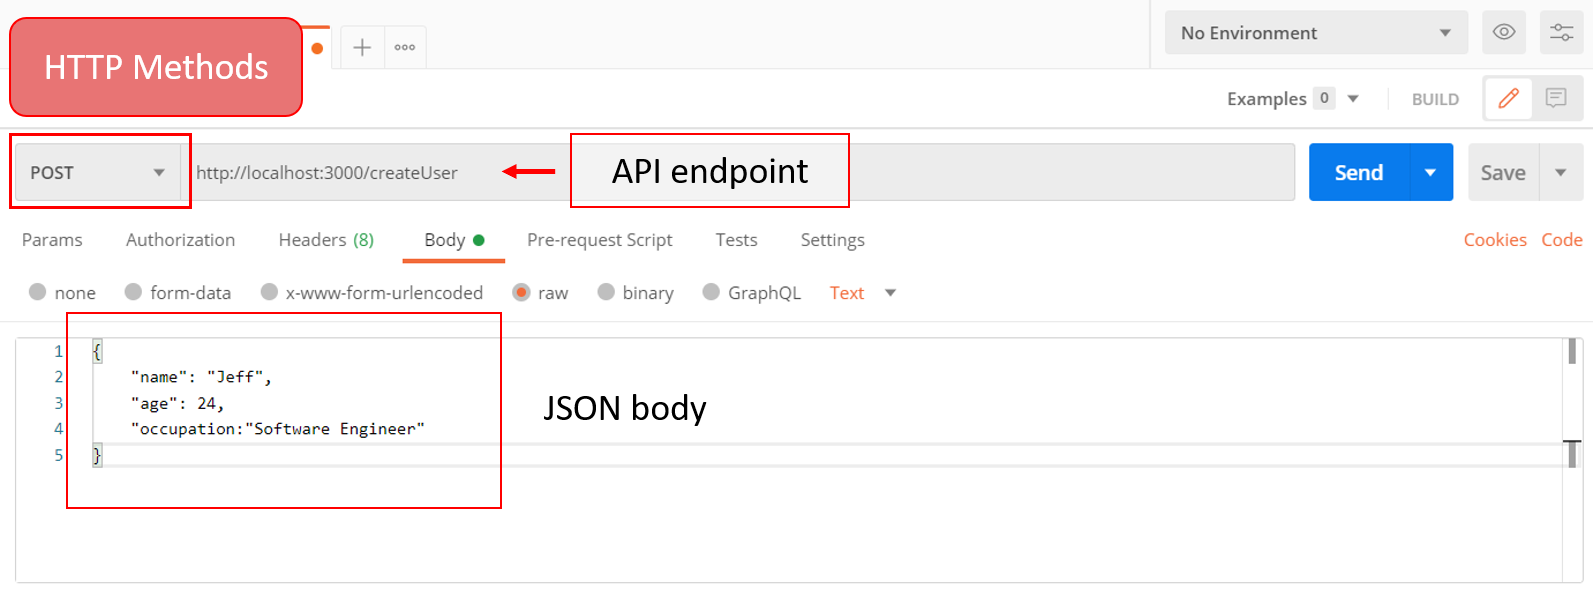 HTTP Methods
No Environment
Examples 0
BUILD
POST
http://localhost:3000/createUser
API endpoint
Send
Save
Params Authorization Headers (8) Body Pre-request Script Tests Settings Cookies Code
none form-data x-www-form-urlencoded raw binary GraphQL Text
1 {
2 "name": "Jeff",
3 "age": 24,
4 "occupation:"Software Engineer"
5 }
JSON body